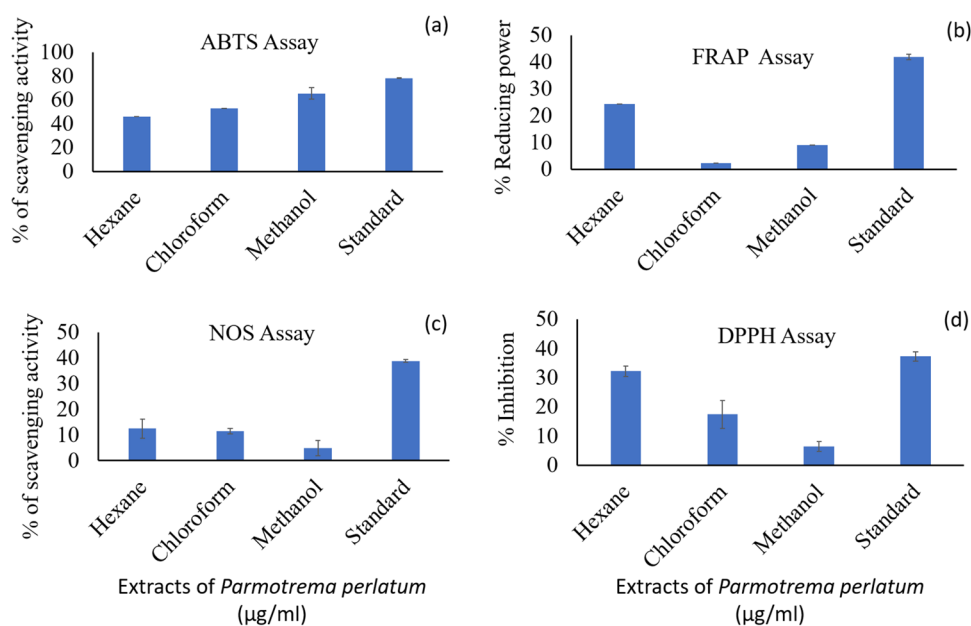 (a)
ABTS Assay
% of scavenging activity
100
80
60
40
20
0
Hexane
Chloroform
Methanol
Standard
(b)
FRAP Assay
% Reducing power
50
40
30
20
10
0
Hexane
Chloroform
Methanol
Standard
(c)
NOS Assay
% of scavenging activity
50
40
30
20
10
0
Hexane
Chloroform
Methanol
Standard
Extracts of Parmotrema perlatum
(µg/ml)
(d)
DPPH Assay
% Inhibition
50
40
30
20
10
0
Hexane
Chloroform
Methanol
Standard
Extracts of Parmotrema perlatum
(µg/ml)